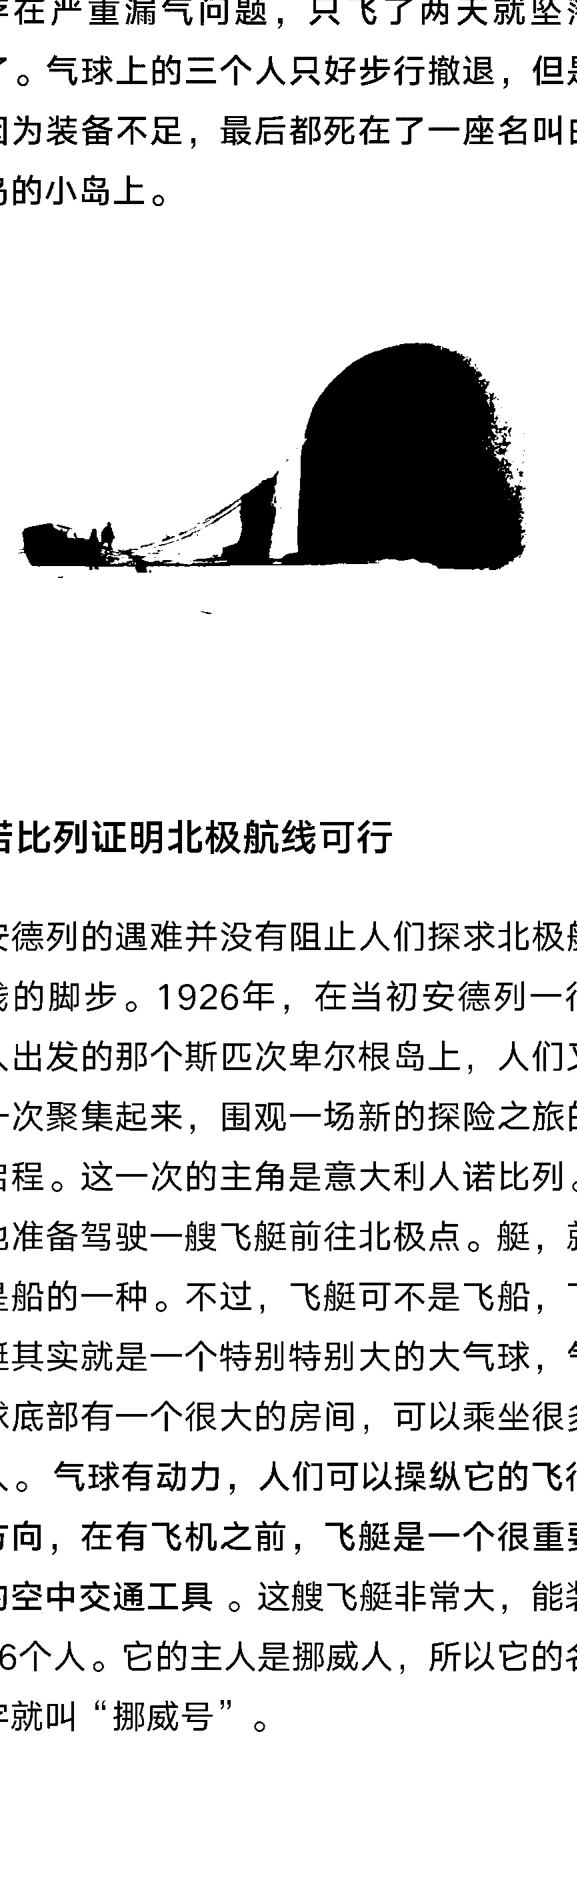 在严重漏气问题，只飞了两天就坠
。气球上的三个人只好步行撤退，但
为装备不足，最后都死在了一座名叫
的小岛上。
诺比列证明北极航线可行
安德列的遇难并没有阻止人们探求北极航
线的脚步。1926年，在当初安德列一行
人出发的那个斯匹次卑尔根岛上，人们又
一次聚集起来，围观一场新的探险之旅的
启程。这一次的主角是意大利人诺比列。
他准备驾驶一艘飞艇前往北极点。艇，就
是船的一种。不过，飞艇可不是飞船，飞
艇其实就是一个特别特别大的大气球，气
球底部有一个很大的房间，可以乘坐很多
人。气球有动力，人们可以操纵它的飞行
方向，在有飞机之前，飞艇是一个很重要
的空中交通工具 。这艘飞艇非常大，能装
6个人。它的主人是挪威人，所以它的名
字就叫“挪威号” 。